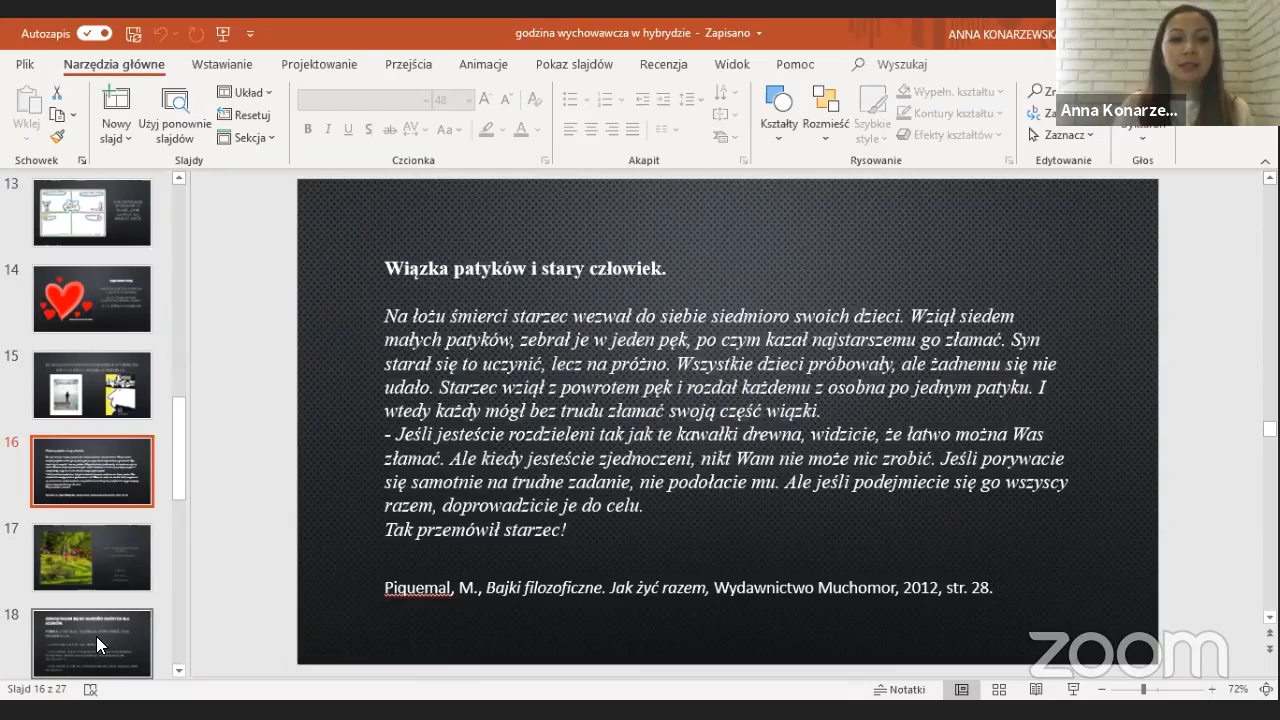 Autozapis
godzina wychowawcza w hybrydzie - Zapisano
ANNA KONARZEWSKA
Plik
Narzędzia główne
Wstawianie
Projektowanie
Przejścia
Animacje
Pokaz slajdów
Recenzja
Widok
Pomoc
Wyszukaj
Anna Konarze...
Wklej
Nowy slajd
Użyj ponownie slajdów
Układ
Resetuj
Sekcja
48
Kształty
Rozmieść
Szybkie style
Wypełn. kształtu
Kontury kształtu
Efekty kształtów
Zaznacz
Schowek
Slajdy
Czcionka
Akapit
Rysowanie
Edytowanie
Głos
13
14
15
16
17
18
Wiązka patyków i stary człowiek.
Na łożu śmierci starzec wezwał do siebie siedmioro swoich dzieci. Wziął siedem
małych patyków, zebrał je w jeden pęk, po czym kazał najstarszemu go złamać. Syn
starał się to uczynić, lecz na próżno. Wszystkie dzieci próbowały, ale żadnemu się nie
udało. Starzec wziął z powrotem pęk i rozdał każdemu z osobna po jednym patyku. I
wtedy każdy mógł bez trudu złamać swoją część wiązki.
- Jeśli jesteście rozdzieleni tak jak te kawałki drewna, widzicie, że łatwo można Was
złamać. Ale skoro jesteście zjednoczeni, nikt Wam nie może nic zrobić. Jeśli porywacie
się samotnie na trudne zadanie, nie podołacie mu. Ale jeśli podejmiecie się go wszyscy
razem, doprowadzicie je do celu.
Tak przemówił starzec!
Piquemal, M., Bajki filozoficzne. Jak żyć razem, Wydawnictwo Muchomor, 2012, str. 28.
zoom
Slajd 16 z 27
Notatki
72%